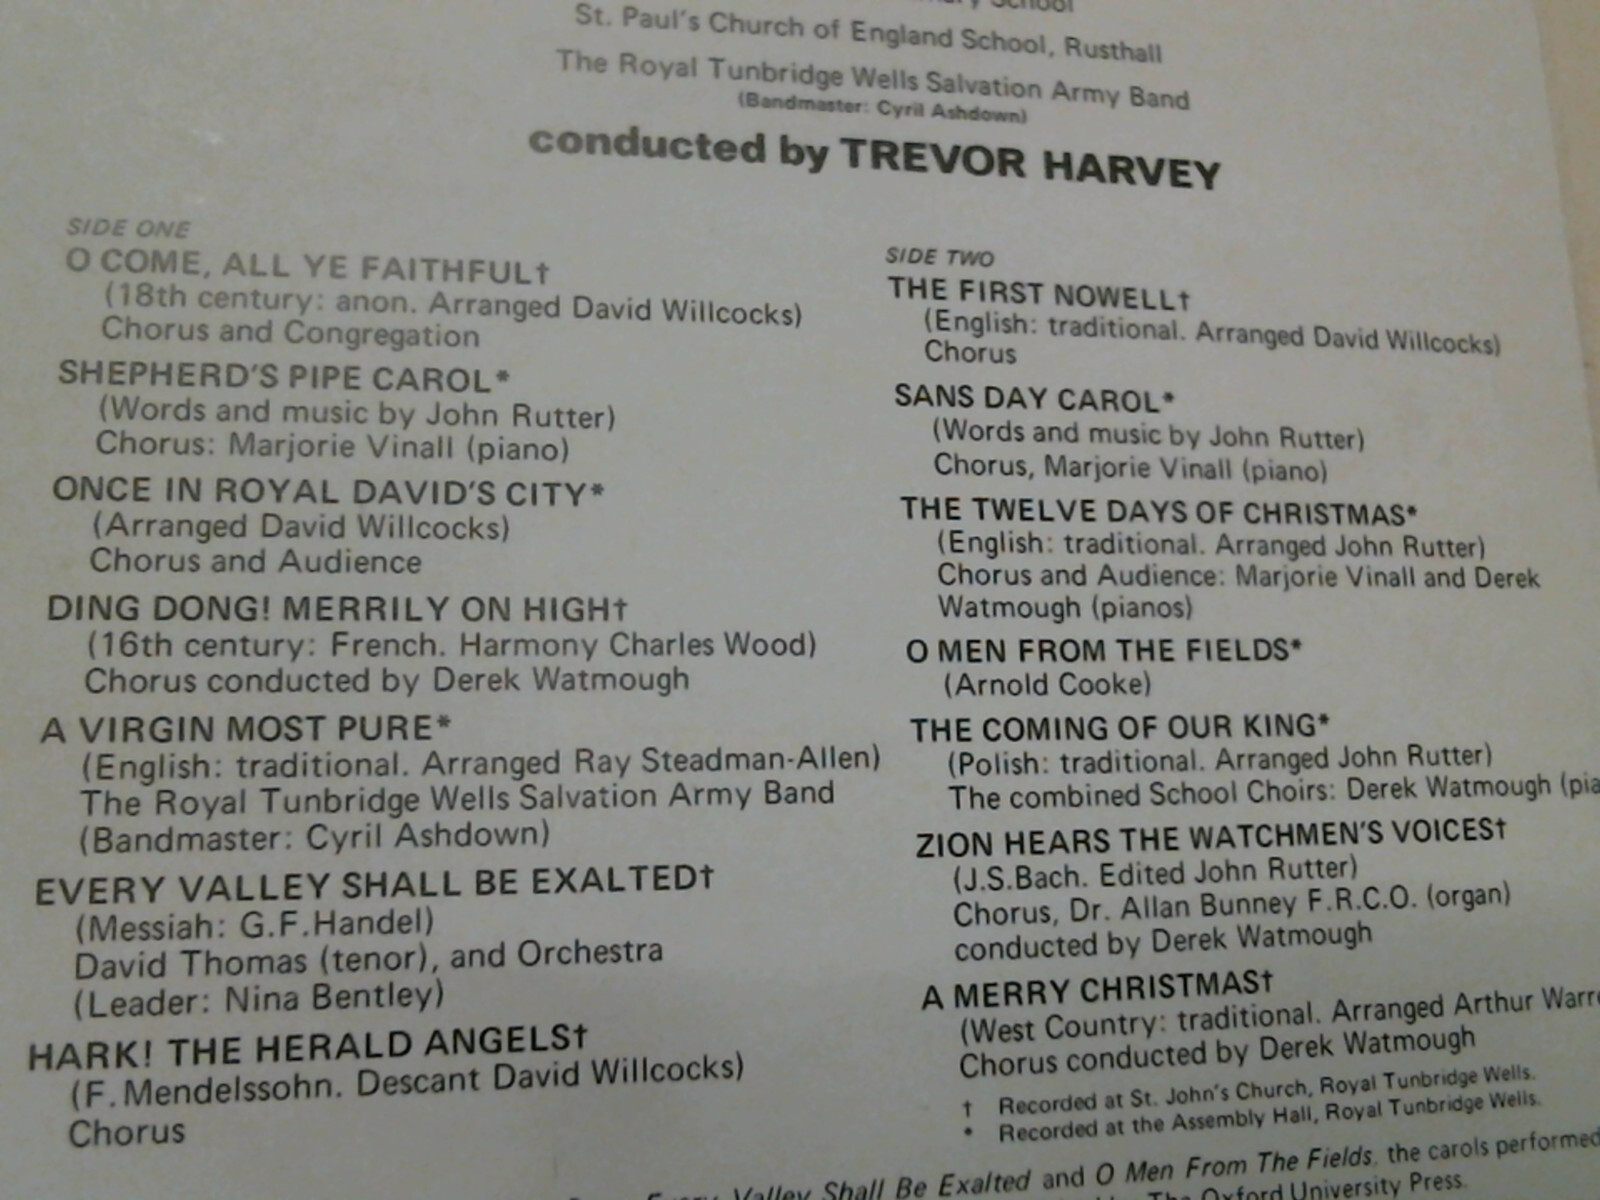 School
St. Paul's Church of England School, Rusthall
The Royal Tunbridge Wells Salvation Army Band
(Bandmaster: Cyril Ashdown)
conducted by TREVOR HARVEY
SIDE ONE
O COME, ALL YE FAITHFUL†
(18th century: anon. Arranged David Willcocks)
Chorus and Congregation
SHEPHERD'S PIPE CAROL*
(Words and music by John Rutter)
Chorus: Marjorie Vinall (piano)
ONCE IN ROYAL DAVID'S CITY*
(Arranged David Willcocks)
Chorus and Audience
DING DONG! MERRILY ON HIGH†
(16th century: French. Harmony Charles Wood)
Chorus conducted by Derek Watmough
A VIRGIN MOST PURE*
(English: traditional. Arranged Ray Steadman-Allen)
The Royal Tunbridge Wells Salvation Army Band
(Bandmaster: Cyril Ashdown)
EVERY VALLEY SHALL BE EXALTED†
(Messiah: G.F.Handel)
David Thomas (tenor), and Orchestra
(Leader: Nina Bentley)
HARK! THE HERALD ANGELS†
(F. Mendelssohn. Descant David Willcocks)
Chorus
SIDE TWO
THE FIRST NOWELL†
(English: traditional. Arranged David Willcocks)
Chorus
SANS DAY CAROL*
(Words and music by John Rutter)
Chorus, Marjorie Vinall (piano)
THE TWELVE DAYS OF CHRISTMAS*
(English: traditional. Arranged John Rutter)
Chorus and Audience: Marjorie Vinall and Derek
Watmough (pianos)
O MEN FROM THE FIELDS*
(Arnold Cooke)
THE COMING OF OUR KING*
(Polish: traditional. Arranged John Rutter)
The combined School Choirs: Derek Watmough (pia
ZION HEARS THE WATCHMEN'S VOICES†
(J.S.Bach. Edited John Rutter)
Chorus, Dr. Allan Bunney F.R.C.O. (organ)
conducted by Derek Watmough
A MERRY CHRISTMAS†
(West Country: traditional. Arranged Arthur Warre
Chorus conducted by Derek Watmough
† Recorded at St. John's Church, Royal Tunbridge Wells.
* Recorded at the Assembly Hall, Royal Tunbridge Wells.
Every Valley Shall Be Exalted and O Men From The Fields, the carols performed
The Oxford University Press.